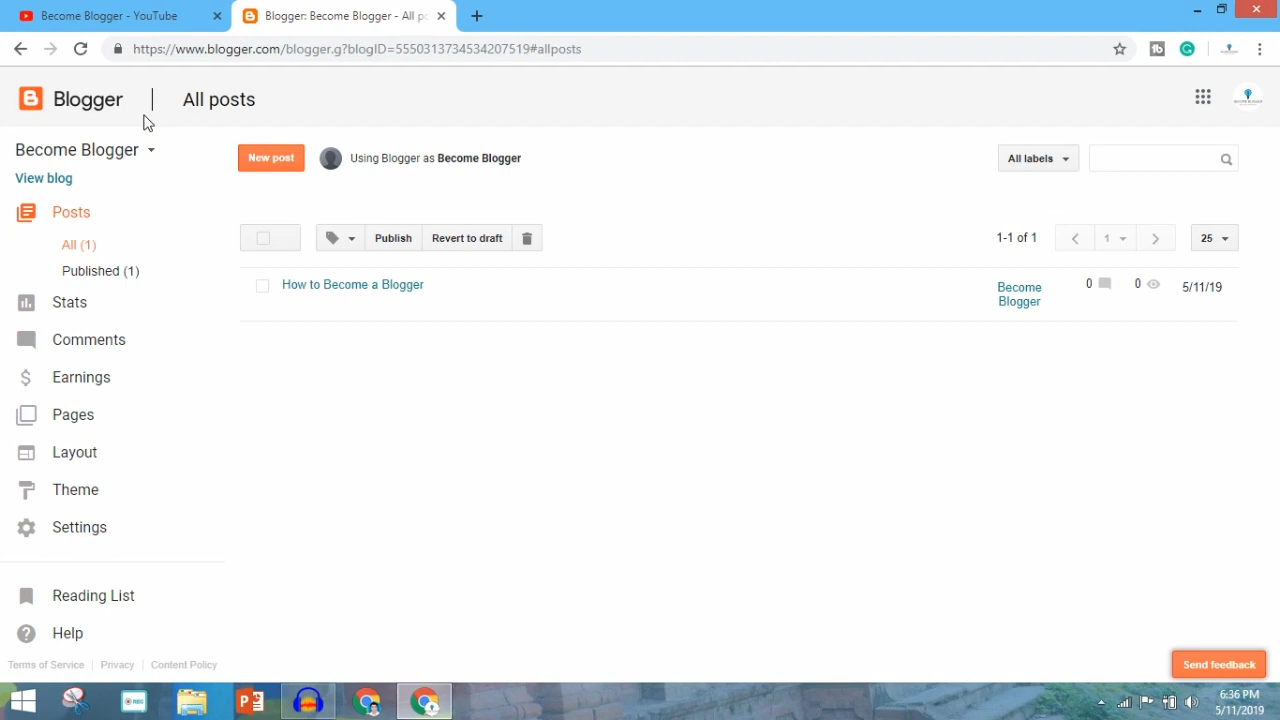 Become Blogger - YouTube
Blogger: Become Blogger - All po
https://www.blogger.com/blogger.g?blogID=5550313734534207519#allposts
Blogger
All posts
Become Blogger
View blog
New post
Using Blogger as Become Blogger
All labels
Posts
All (1)
Published (1)
Publish
Revert to draft
1-1 of 1
1
25
How to Become a Blogger
Become
Blogger
0
0
5/11/19
Stats
Comments
Earnings
Pages
Layout
Theme
Settings
Reading List
Help
Terms of Service
Privacy
Content Policy
Send feedback
6:36 PM
5/11/2019